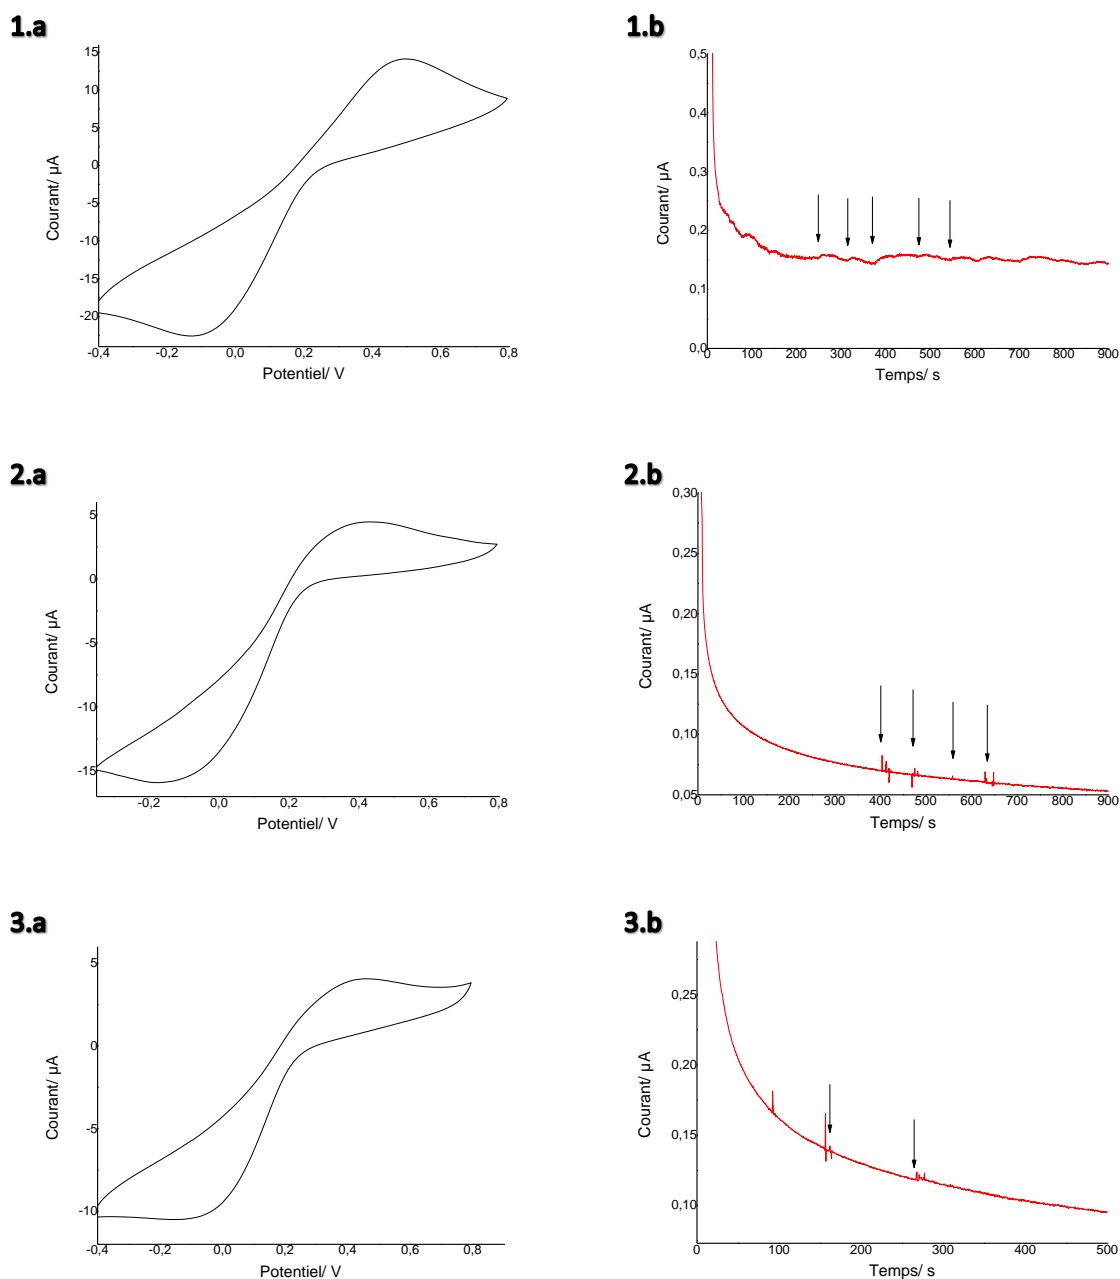 1.a
15
10
5
0
-5
-10
-15
-20
-0,4 -0,2 0,0 0,2 0,4 0,6 0,8
Courant/ µA
Potentiel/ V
1.b
0,5
0,4
0,3
0,2
0,1
0,0
0 100 200 300 400 500 600 700 800 900
Courant/ µA
Temps/ s
2.a
5
0
-5
-10
-15
-0,2 0,0 0,2 0,4 0,6 0,8
Courant/ µA
Potentiel/ V
2.b
0,30
0,25
0,20
0,15
0,10
0,05
0 100 200 300 400 500 600 700 800 900
Courant/ µA
Temps/ s
3.a
5
0
-5
-10
-0,4 -0,2 0,0 0,2 0,4 0,6 0,8
Courant/ µA
Potentiel/ V
3.b
0,25
0,20
0,15
0,10
0 100 200 300 400 500
Courant/ µA
Temps/ s